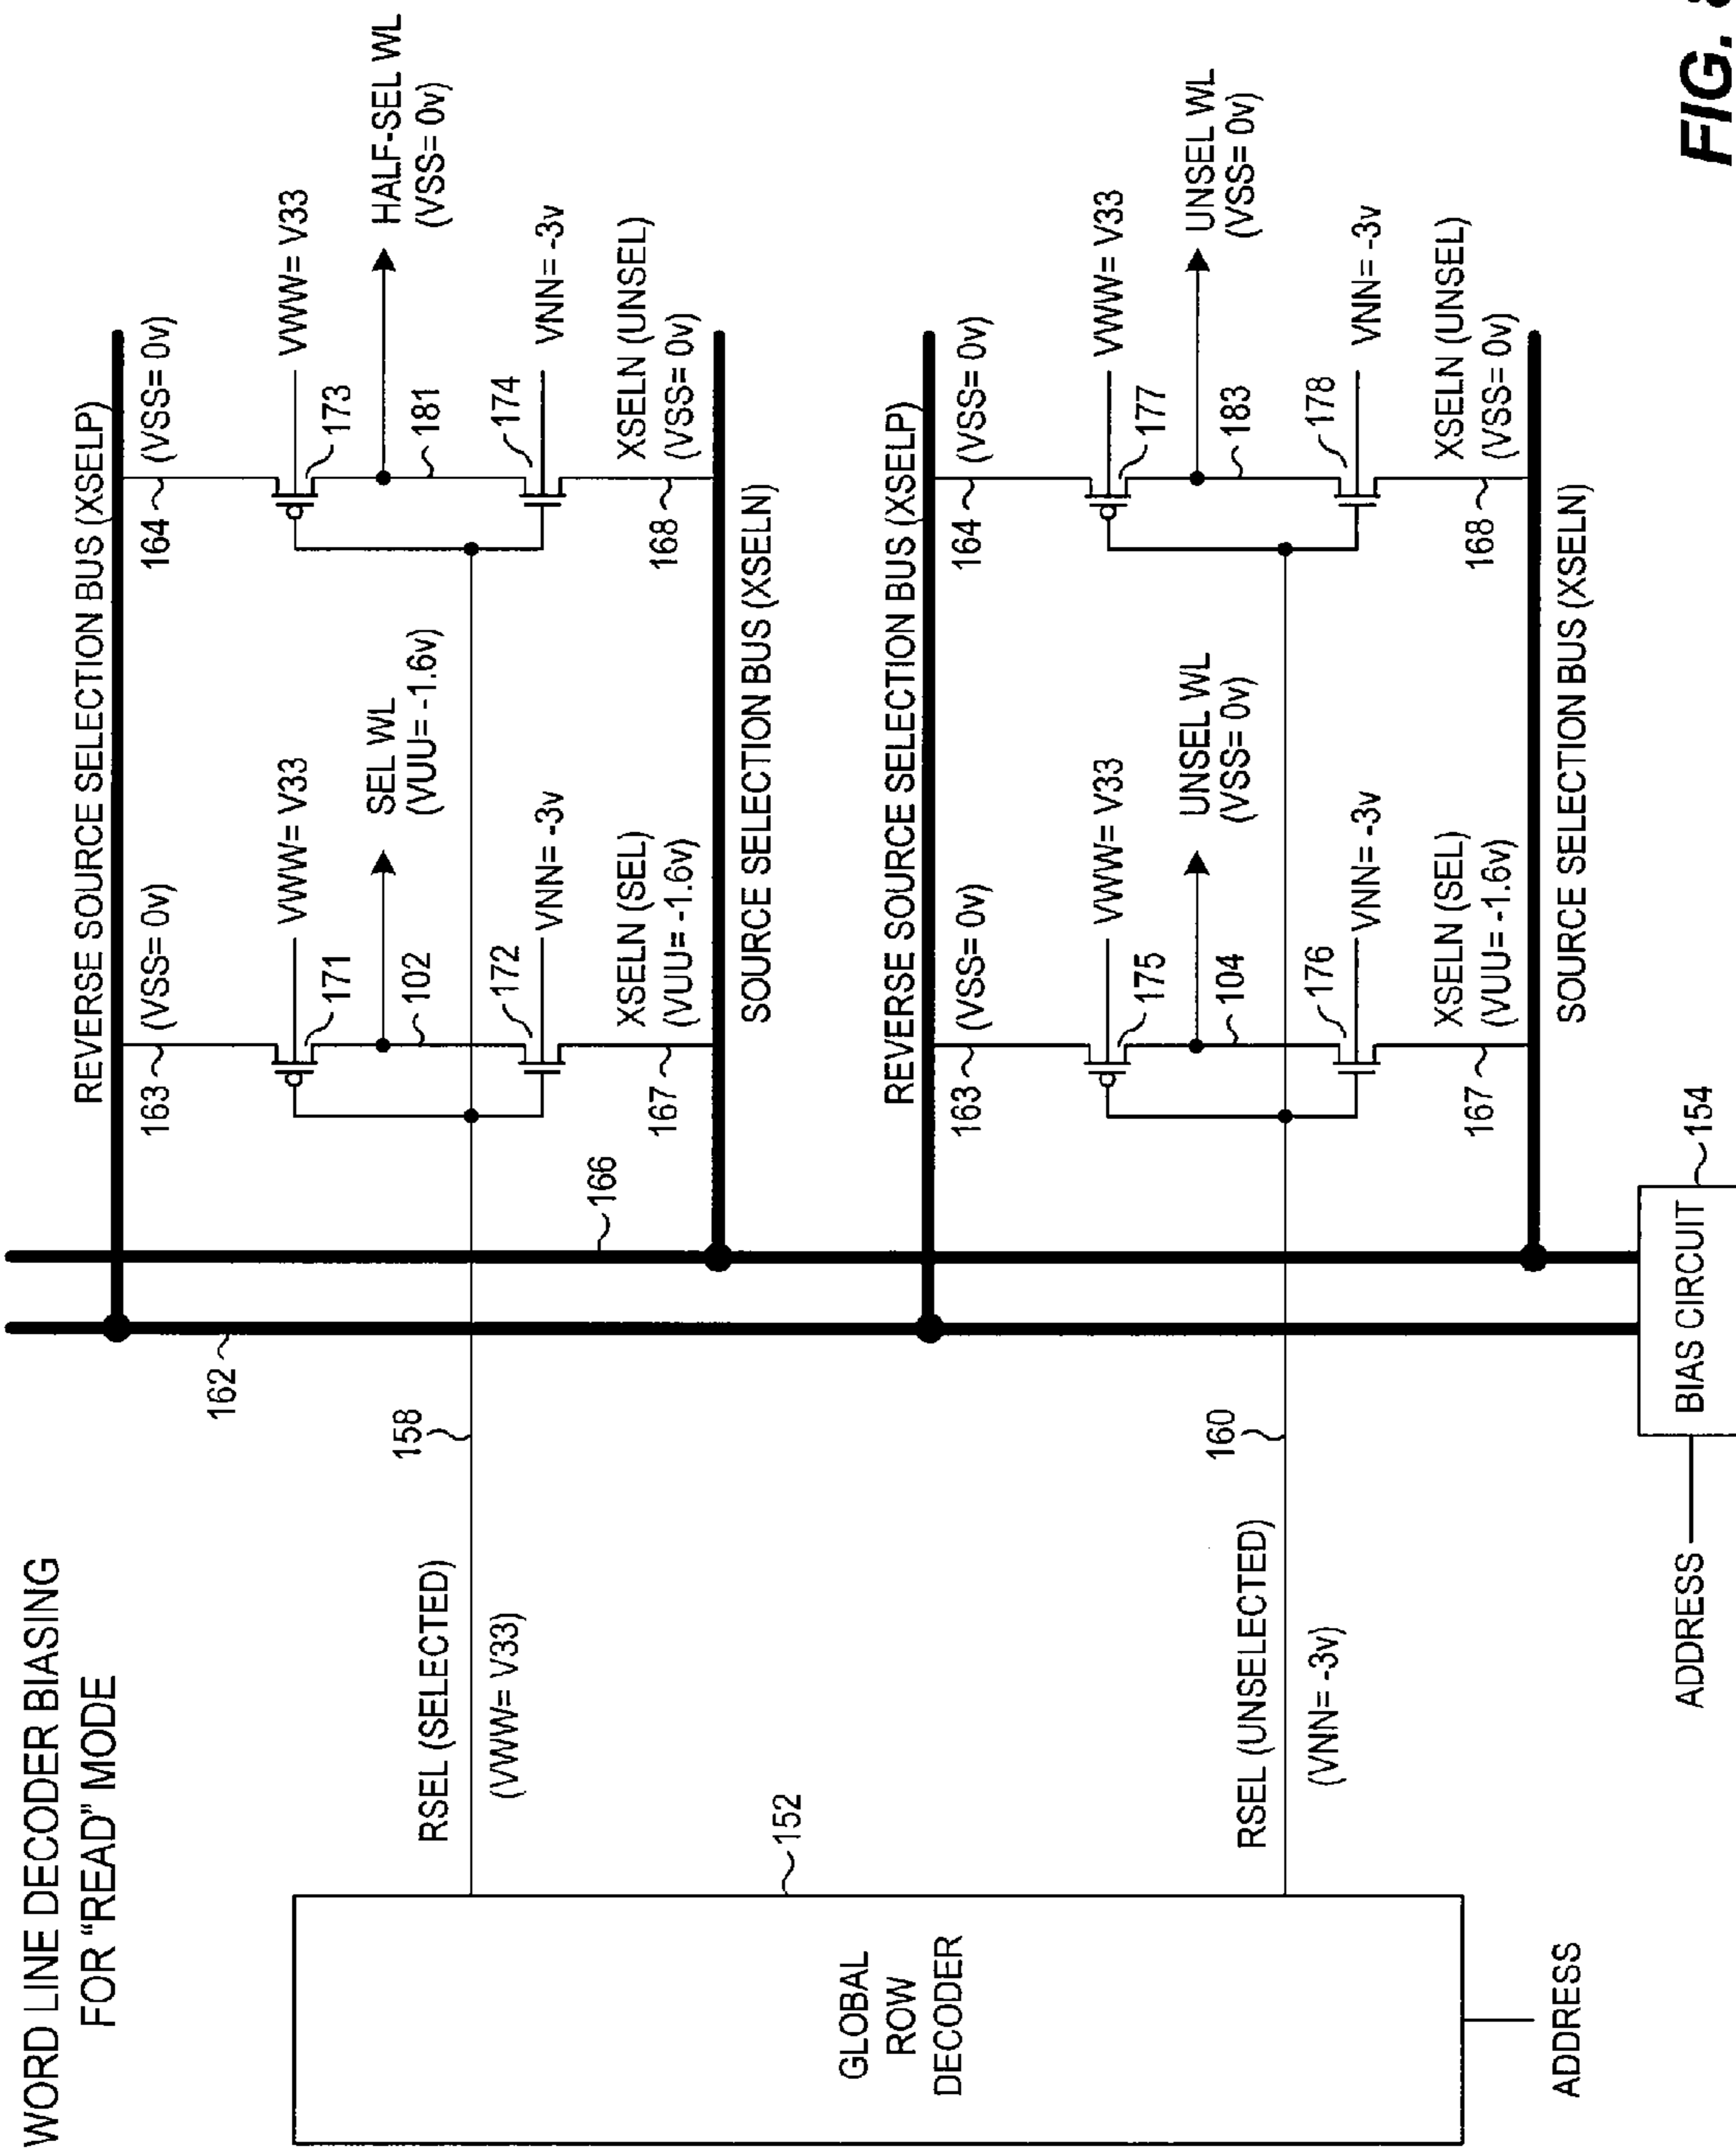 WORD LINE DECODER BIASING
FOR "READ" MODE
GLOBAL
ROW
DECODER
152
ADDRESS
RSEL (SELECTED)
(VWW= V33)
158
RSEL (UNSELECTED)
(VNN= -3v)
160
162
166
ADDRESS
BIAS CIRCUIT
154
REVERSE SOURCE SELECTION BUS (XSELP)
163
(VSS= 0v)
VWW= V33
171
SEL WL
(VUU= -1.6v)
102
172
VNN= -3v
XSELN (SEL)
(VUU= -1.6v)
167
164
(VSS= 0v)
VWW= V33
173
HALF-SEL WL
(VSS= 0v)
181
174
VNN= -3v
XSELN (UNSEL)
(VSS= 0v)
168
SOURCE SELECTION BUS (XSELN)
REVERSE SOURCE SELECTION BUS (XSELP)
163
(VSS= 0v)
VWW= V33
175
UNSEL WL
(VSS= 0v)
104
176
VNN= -3v
XSELN (SEL)
(VUU= -1.6v)
167
164
(VSS= 0v)
VWW= V33
177
UNSEL WL
(VSS= 0v)
183
178
VNN= -3v
XSELN (UNSEL)
(VSS= 0v)
168
SOURCE SELECTION BUS (XSELN)
FIG.